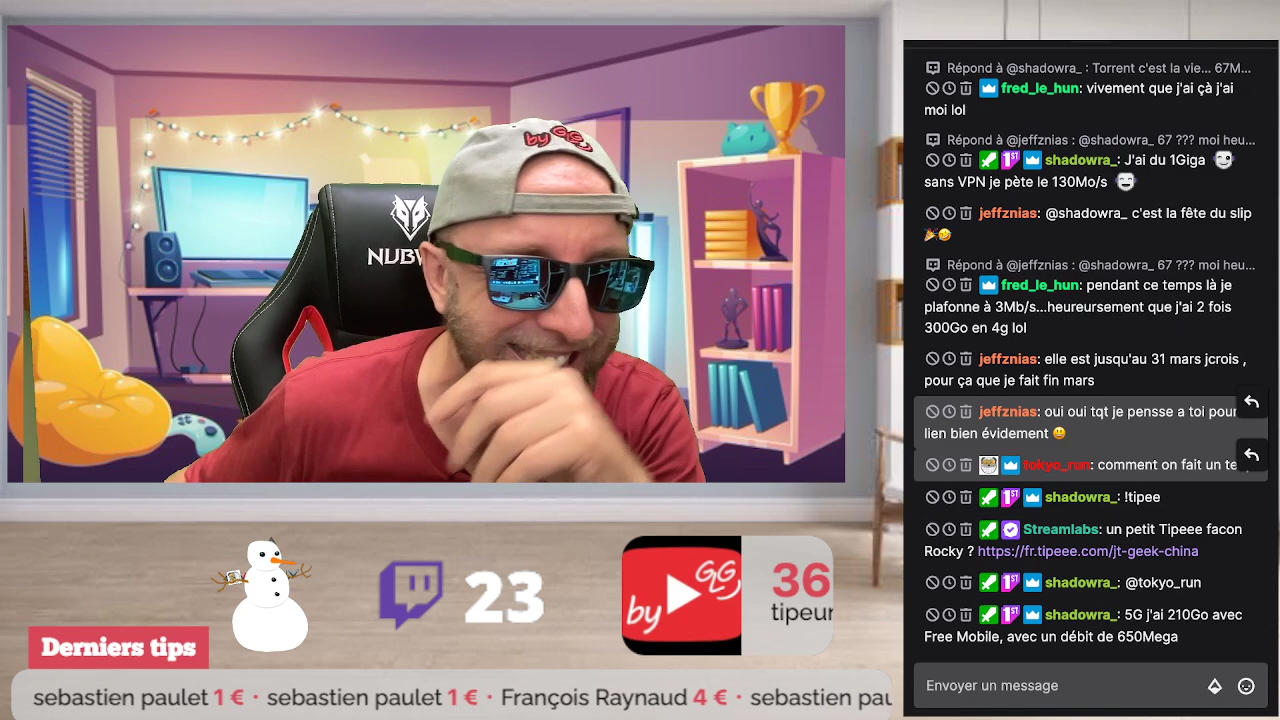 by GG
NUBW
Répond à @shadowra_ : Torrent c'est la vie... 67M...
fred_le_hun: vivement que j'ai çà j'ai
moi lol
Répond à @jeffznias : @shadowra_ 67 ??? moi heu...
1ST shadowra_: J'ai du 1Giga
sans VPN je pète le 130Mo/s
jeffznias: @shadowra_ c'est la fête du slip
🎉🤣
Répond à @jeffznias : @shadowra_ 67 ??? moi heu...
fred_le_hun: pendant ce temps là je
plafonne à 3Mb/s...heureursement que j'ai 2 fois
300Go en 4g lol
jeffznias: elle est jusqu'au 31 mars jcrois ,
pour ça que je fait fin mars
jeffznias: oui oui tqt je pensse a toi pour
lien bien évidement 😃
tokyo_run: comment on fait un te
1ST shadowra_: !tipee
Streamlabs: un petit Tipeee facon
Rocky ? https://fr.tipeee.com/jt-geek-china
1ST shadowra_: @tokyo_run
1ST shadowra_: 5G j'ai 210Go avec
Free Mobile, avec un débit de 650Mega
Envoyer un message
23
by GG
36
tipeur
Derniers tips
sebastien paulet 1 € · sebastien paulet 1 € · François Raynaud 4 € · sebastien pau